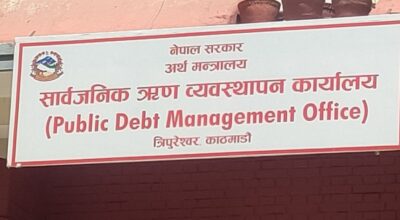 नेपाल सरकार
अर्थ मन्त्रालय
सार्वजनिक ऋण व्यवस्थापन कार्यालय
(Public Debt Management Office)
त्रिपुरेश्वर, काठमाडौं